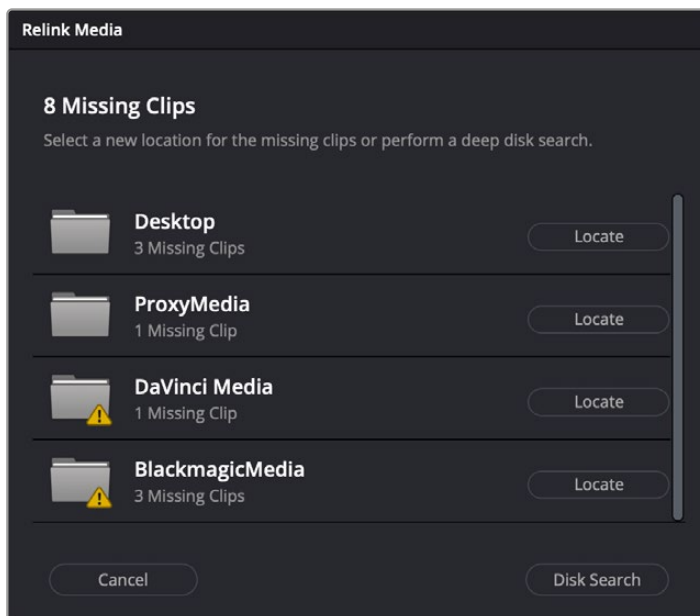 Relink Media
8 Missing Clips
Select a new location for the missing clips or perform a deep disk search.
Desktop
3 Missing Clips
Locate
ProxyMedia
1 Missing Clip
Locate
DaVinci Media
1 Missing Clip
Locate
BlackmagicMedia
3 Missing Clips
Locate
Cancel
Disk Search